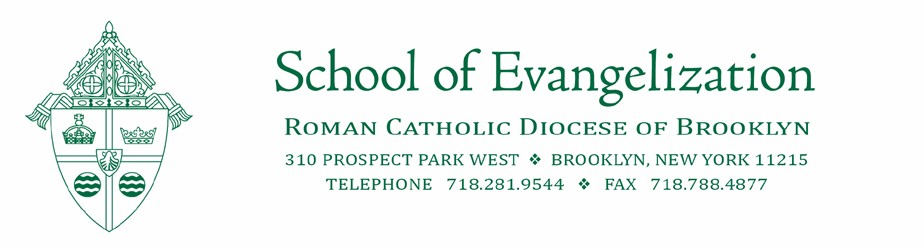 School of Evangelization
Roman Catholic Diocese of Brooklyn
310 PROSPECT PARK WEST ❖ BROOKLYN, NEW YORK 11215
TELEPHONE 718.281.9544 ❖ FAX 718.788.4877